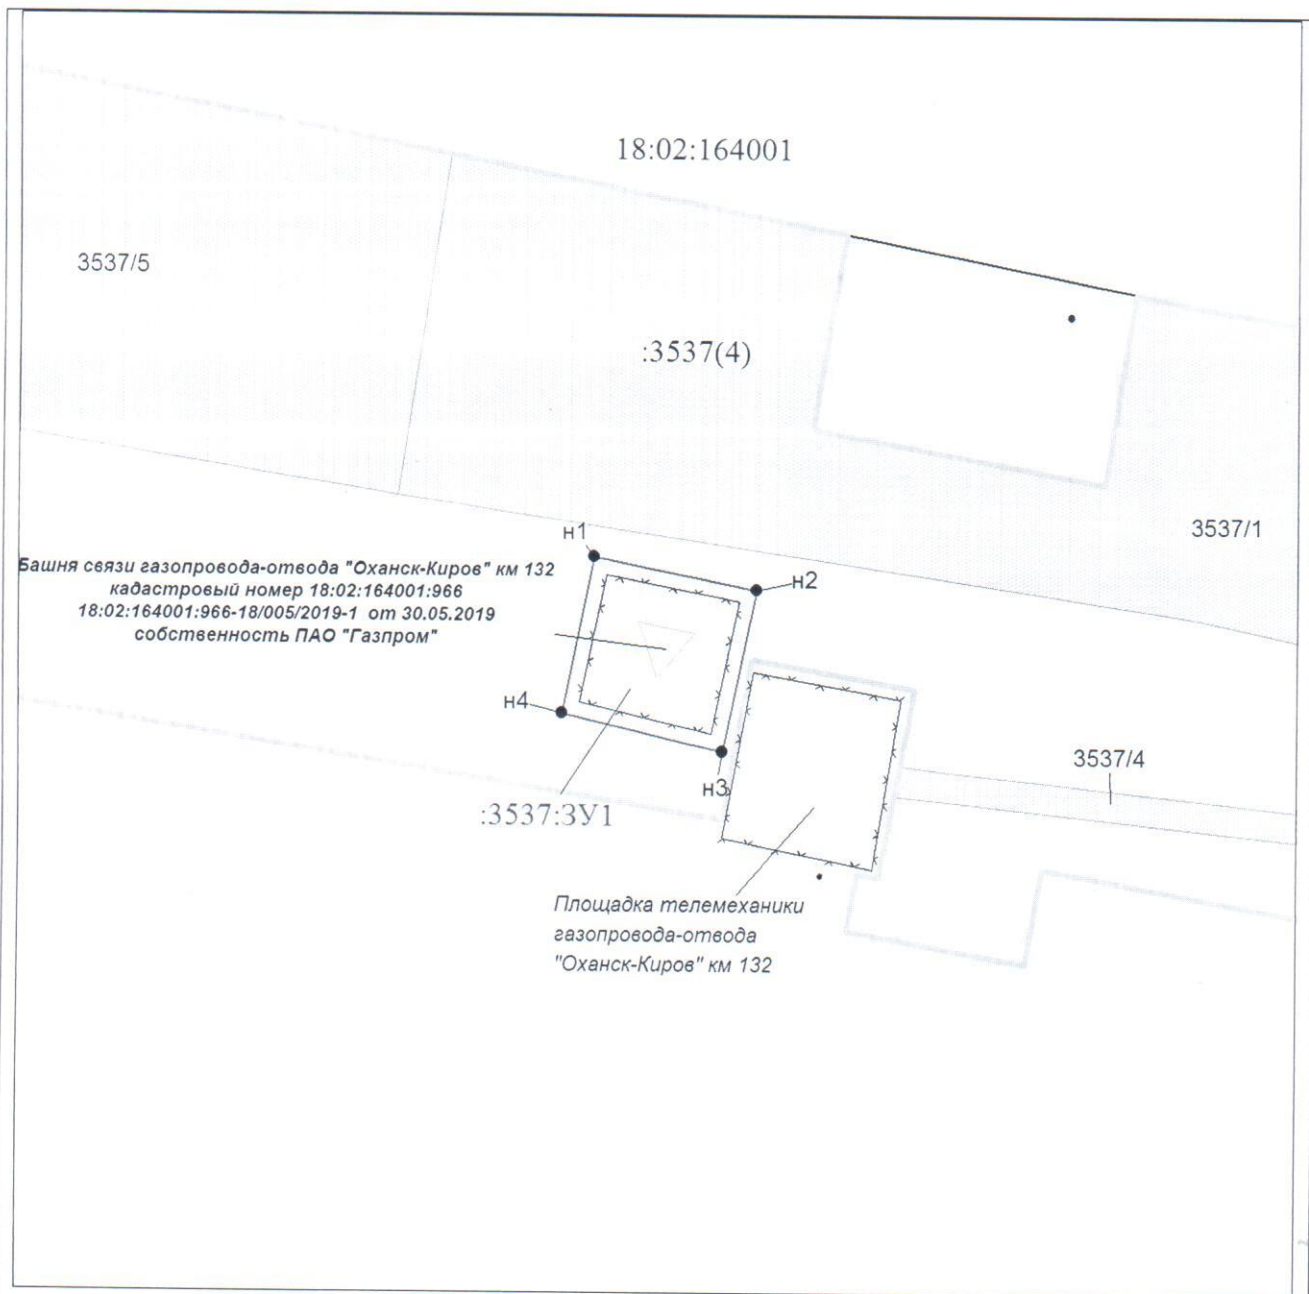 18:02:164001
3537/5
:3537(4)
3537/1
н1
н2
Башня связи газопровода-отвода "Оханск-Киров" км 132
кадастровый номер 18:02:164001:966
18:02:164001:966-18/005/2019-1 от 30.05.2019
собственность ПАО "Газпром"
н4
н3
3537/4
:3537:ЗУ1
Площадка телемеханики
газопровода-отвода
"Оханск-Киров" км 132